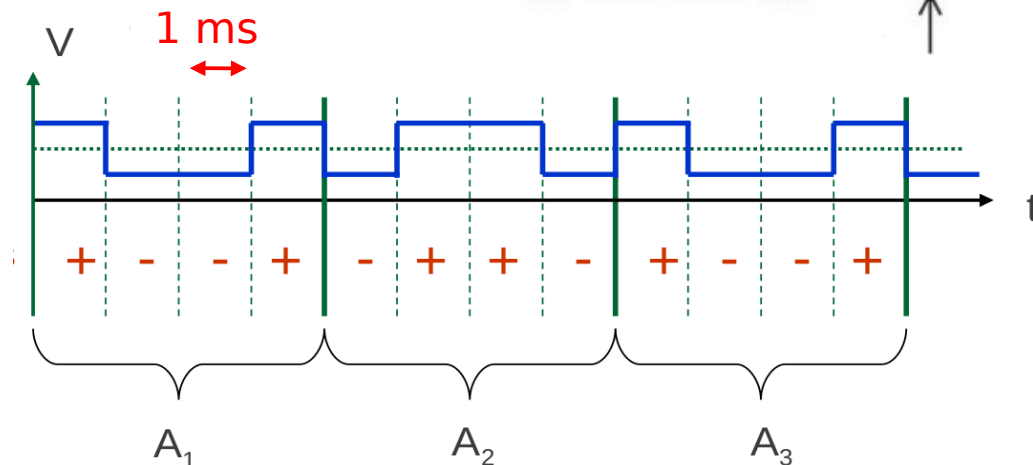 1 ms
V
t
+ - - + - + + - + - - +
A₁ A₂ A₃